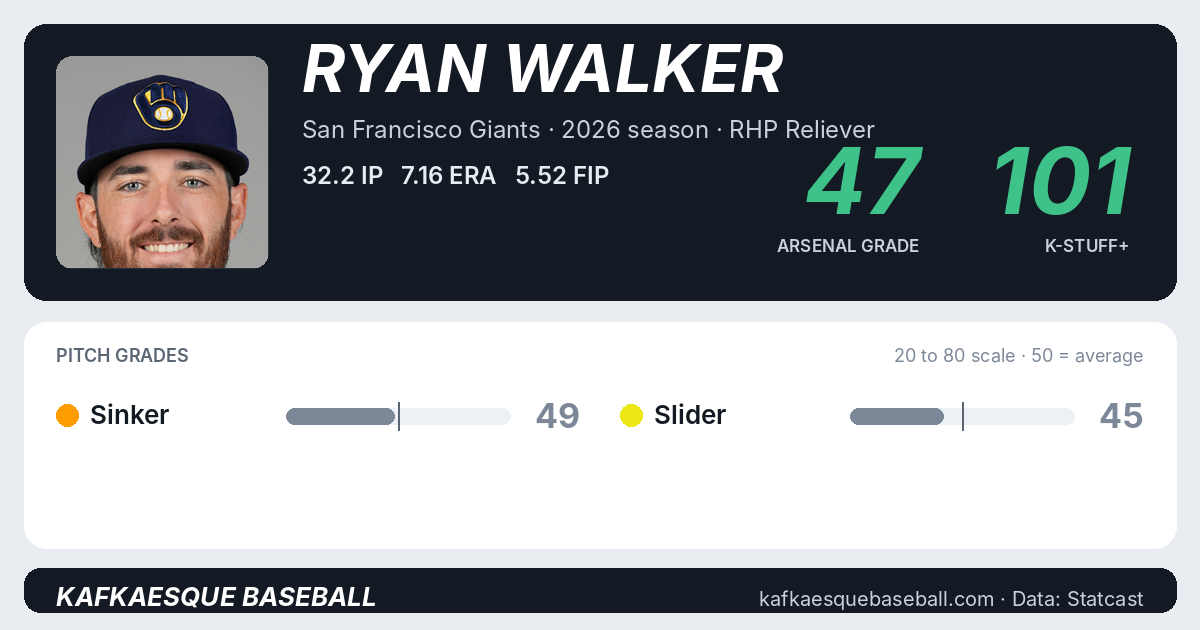 RYAN WALKER
San Francisco Giants · 2026 season · RHP Reliever
32.2 IP 7.16 ERA 5.52 FIP
47 101
ARSENAL GRADE K-STUFF+
PITCH GRADES 20 to 80 scale · 50 = average
Sinker 49 Slider 45
KAFKAESQUE BASEBALL kafkaesquebaseball.com · Data: Statcast